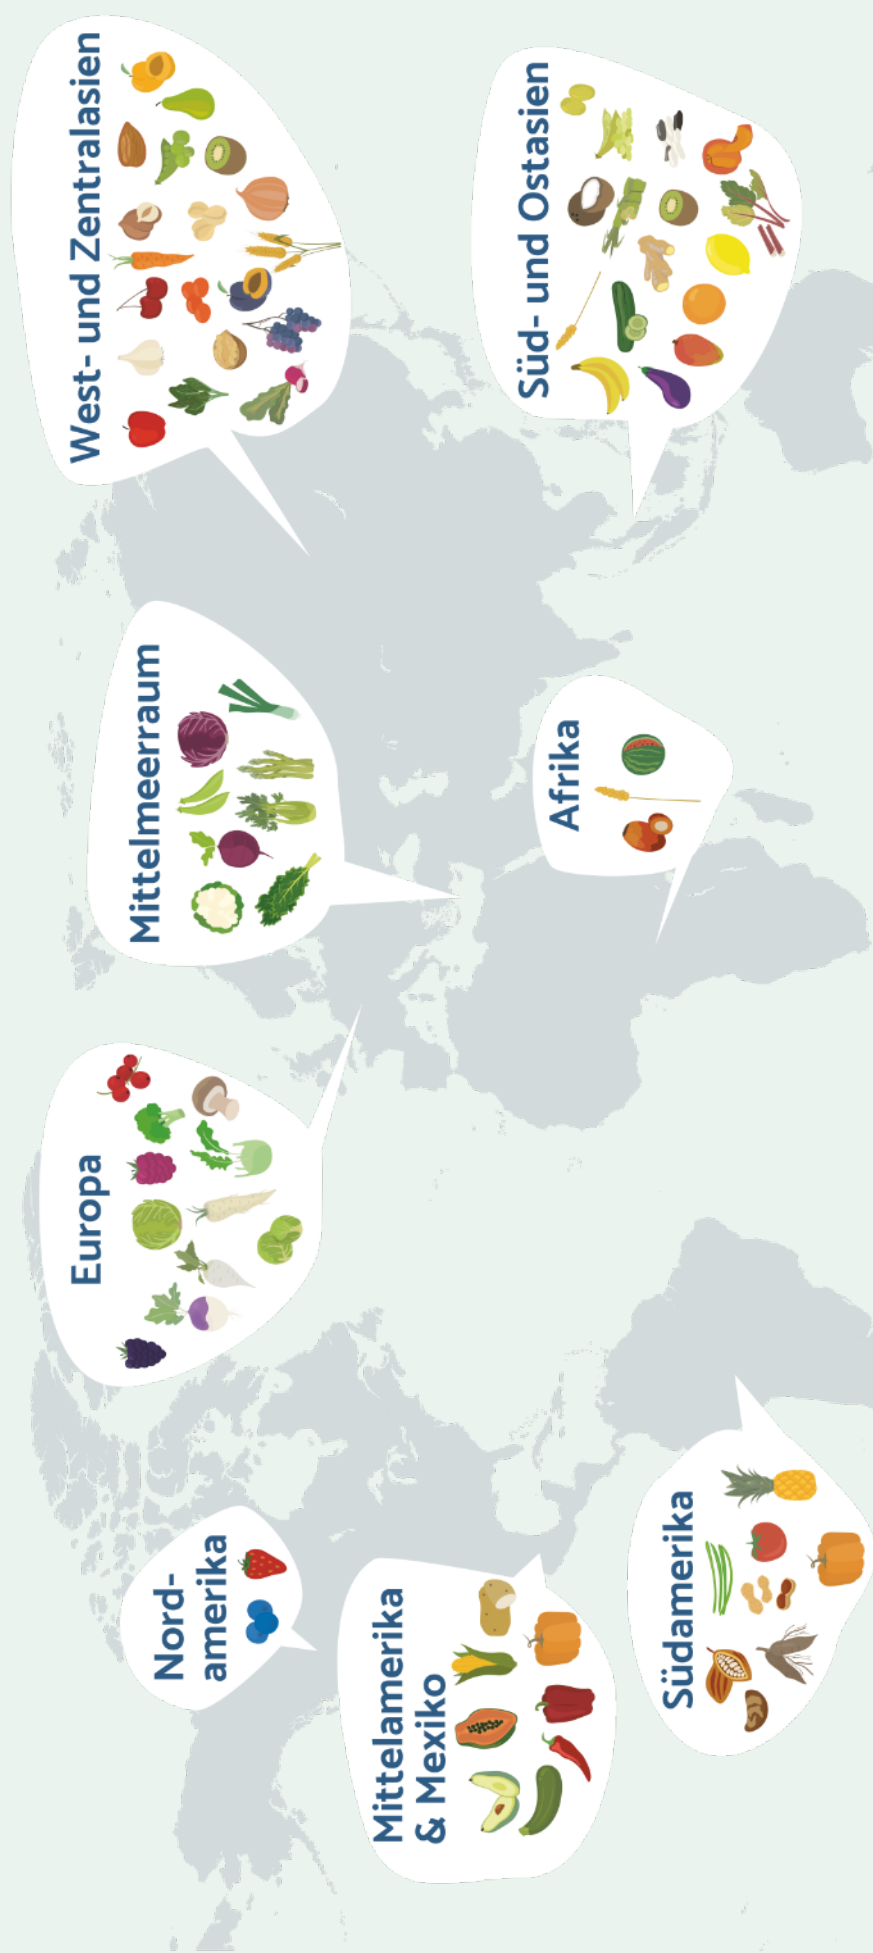 Nord-
amerika
Mittelamerika
& Mexiko
Südamerika
Europa
Mittelmeerraum
Afrika
West- und Zentralasien
Süd- und Ostasien